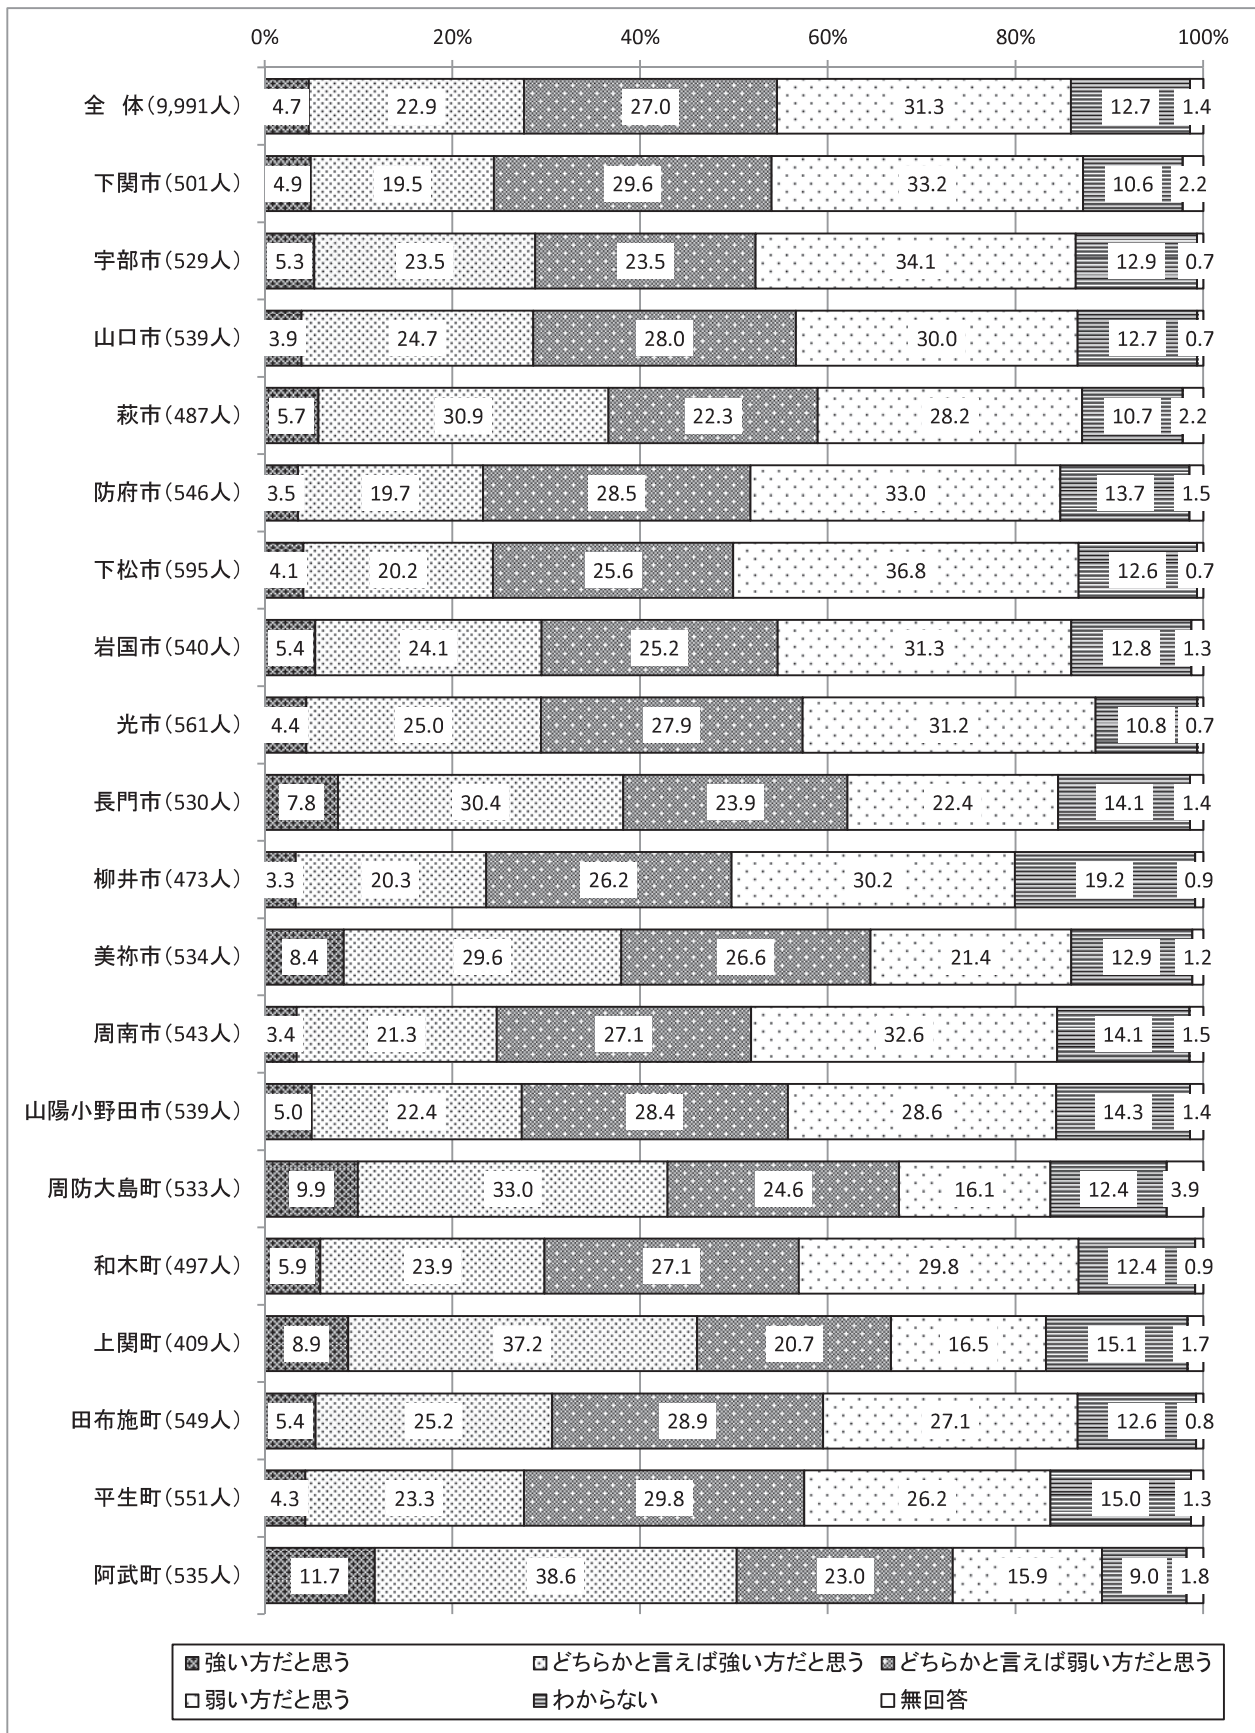 0% 20% 40% 60% 80% 100%
全 体(9,991人) 4.7 22.9 27.0 31.3 12.7 1.4
下関市(501人) 4.9 19.5 29.6 33.2 10.6 2.2
宇部市(529人) 5.3 23.5 23.5 34.1 12.9 0.7
山口市(539人) 3.9 24.7 28.0 30.0 12.7 0.7
萩市(487人) 5.7 30.9 22.3 28.2 10.7 2.2
防府市(546人) 3.5 19.7 28.5 33.0 13.7 1.5
下松市(595人) 4.1 20.2 25.6 36.8 12.6 0.7
岩国市(540人) 5.4 24.1 25.2 31.3 12.8 1.3
光市(561人) 4.4 25.0 27.9 31.2 10.8 0.7
長門市(530人) 7.8 30.4 23.9 22.4 14.1 1.4
柳井市(473人) 3.3 20.3 26.2 30.2 19.2 0.9
美祢市(534人) 8.4 29.6 26.6 21.4 12.9 1.2
周南市(543人) 3.4 21.3 27.1 32.6 14.1 1.5
山陽小野田市(539人) 5.0 22.4 28.4 28.6 14.3 1.4
周防大島町(533人) 9.9 33.0 24.6 16.1 12.4 3.9
和木町(497人) 5.9 23.9 27.1 29.8 12.4 0.9
上関町(409人) 8.9 37.2 20.7 16.5 15.1 1.7
田布施町(549人) 5.4 25.2 28.9 27.1 12.6 0.8
平生町(551人) 4.3 23.3 29.8 26.2 15.0 1.3
阿武町(535人) 11.7 38.6 23.0 15.9 9.0 1.8
強い方だと思う どちらかと言えば強い方だと思う どちらかと言えば弱い方だと思う
弱い方だと思う わからない 無回答